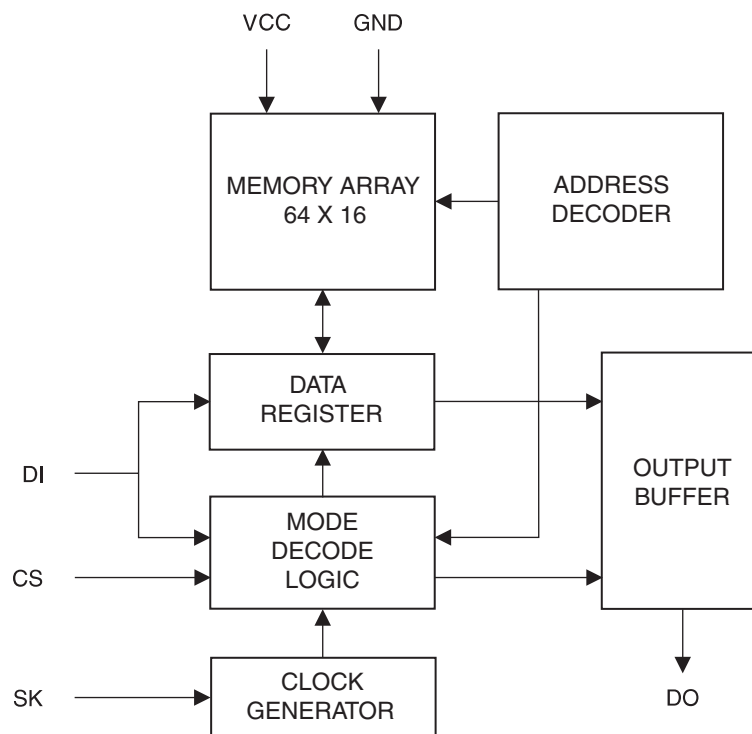 VCC
GND
MEMORY ARRAY
64 X 16
ADDRESS
DECODER
DATA
REGISTER
OUTPUT
BUFFER
DI
MODE
DECODE
LOGIC
CS
CLOCK
GENERATOR
SK
DO